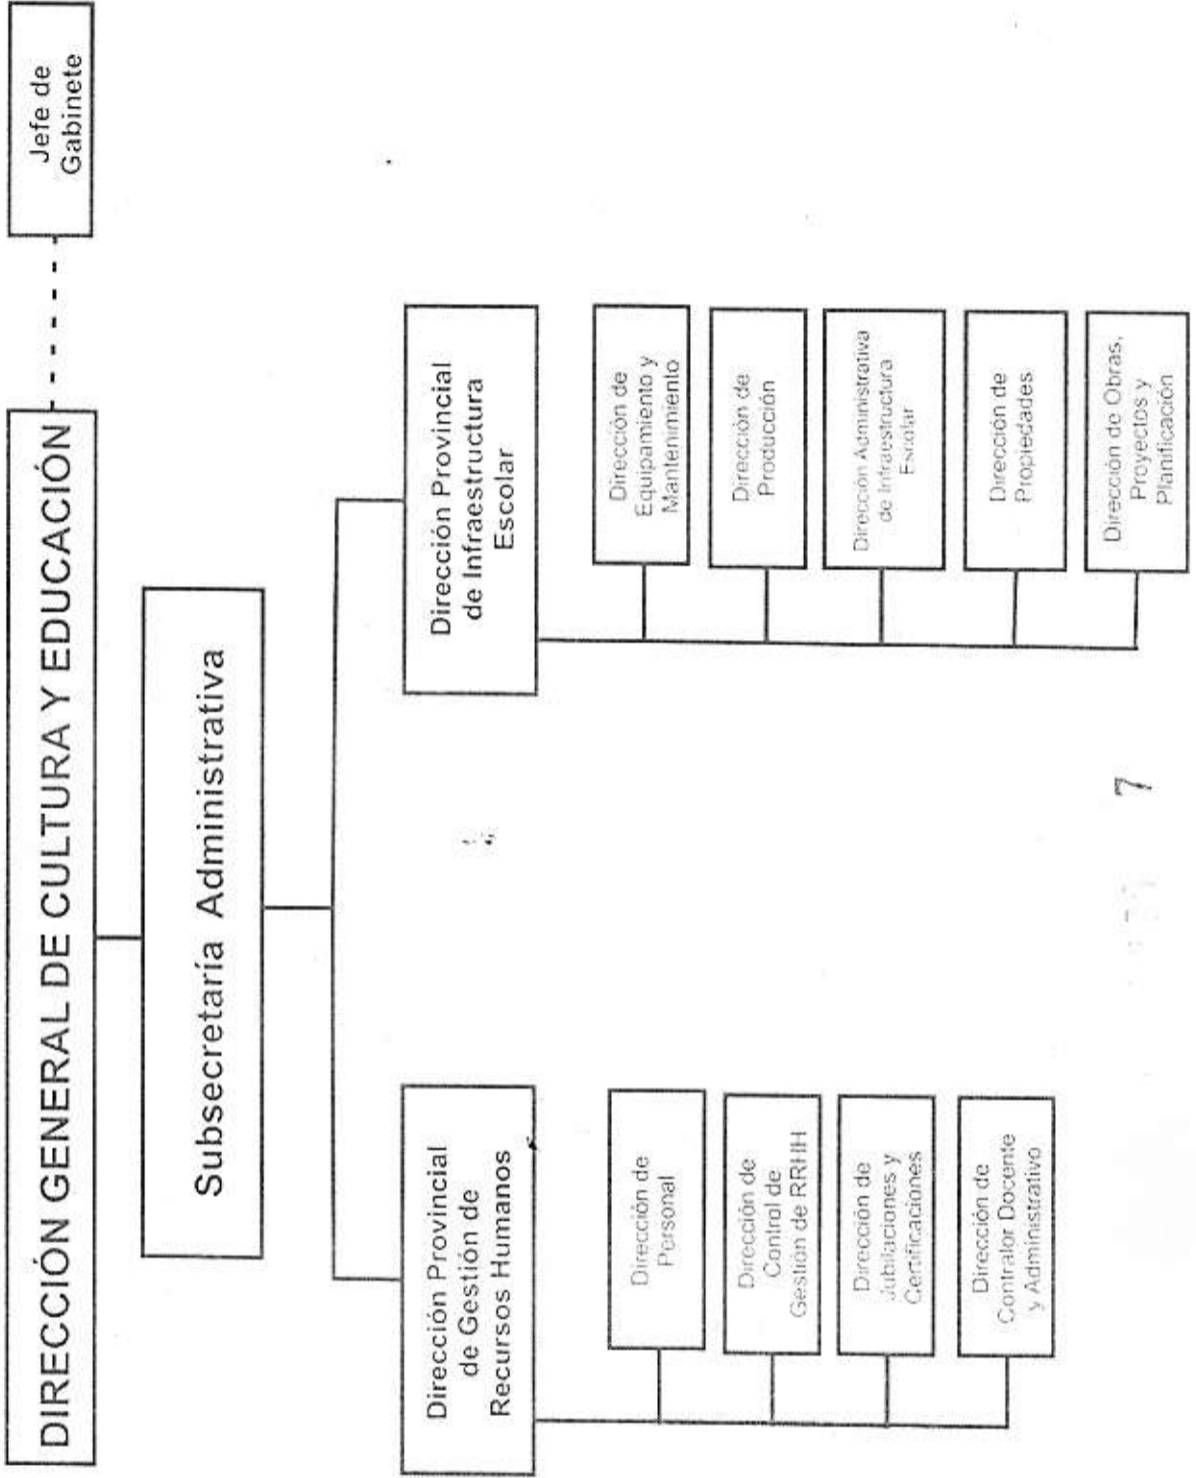 Jefe de
Gabinete
DIRECCIÓN GENERAL DE CULTURA Y EDUCACIÓN
Subsecretaría Administrativa
Dirección Provincial
de Gestión de
Recursos Humanos
Dirección de
Personal
Dirección de
Control de
Gestión de RRHH
Dirección de
Jubilaciones y
Certificaciones
Dirección de
Contralor Docente
y Administrativo
Dirección Provincial
de Infraestructura
Escolar
Dirección de
Equipamiento y
Mantenimiento
Dirección de
Producción
Dirección Administrativa
de Infraestructura
Escolar
Dirección de
Propiedades
Dirección de Obras,
Proyectos y
Planificación
7